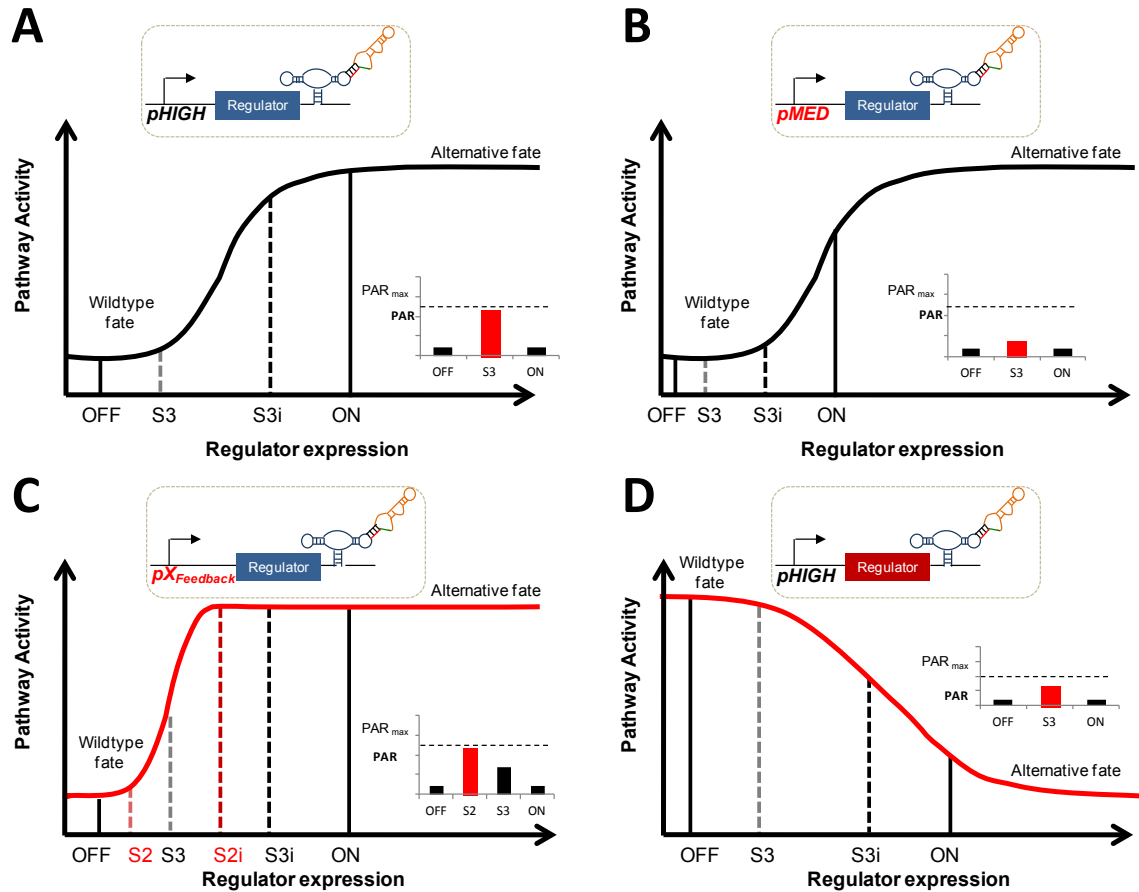 A
pHIGH
Regulator
Pathway Activity
Alternative fate
Wildtype
fate
PAR max
PAR
OFF S3 ON
OFF S3 S3i ON
Regulator expression
B
pMED
Regulator
Pathway Activity
Alternative fate
Wildtype
fate
PAR max
PAR
OFF S3 ON
OFF S3 S3i ON
Regulator expression
C
pXFeedback
Regulator
Pathway Activity
Alternative fate
Wildtype
fate
PAR max
PAR
OFF S2 S3 ON
OFF S2 S3 S2i S3i ON
Regulator expression
D
pHIGH
Regulator
Pathway Activity
Wildtype
fate
PAR max
PAR
OFF S3 ON
Alternative fate
OFF S3 S3i ON
Regulator expression